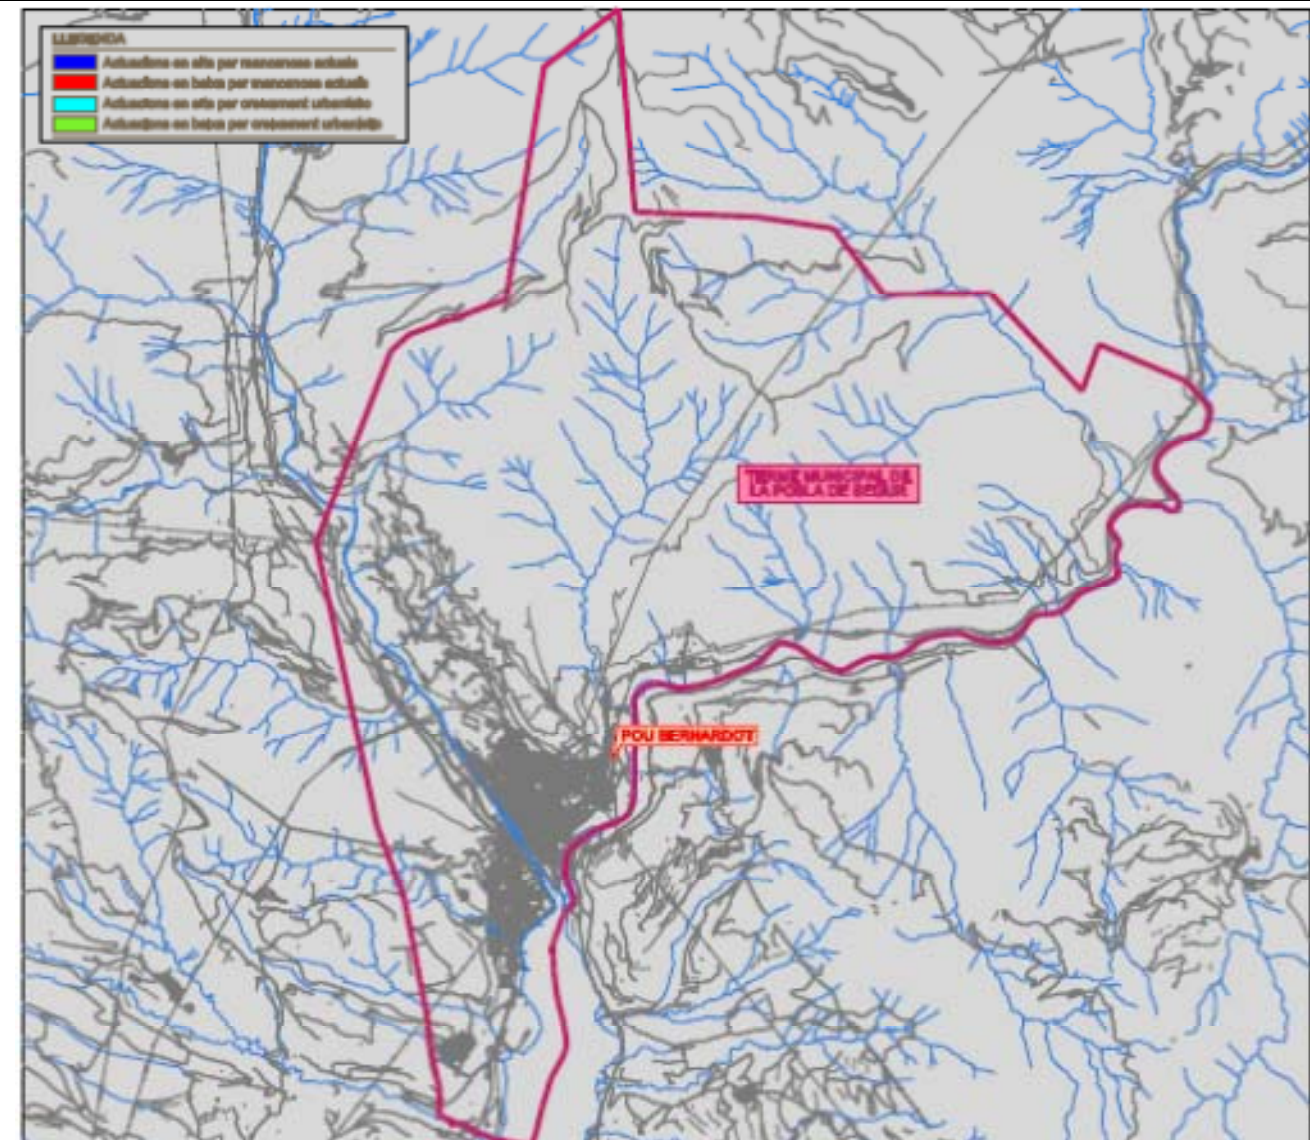 LLEGENDA
Actuacions en alta per mancances actuals
Actuacions en baixa per mancances actuals
Actuacions en alta per creixement urbanístic
Actuacions en baixa per creixement urbanístic
TERME MUNICIPAL DE
LA POBLA DE SEGUR
POU BERNARDOT